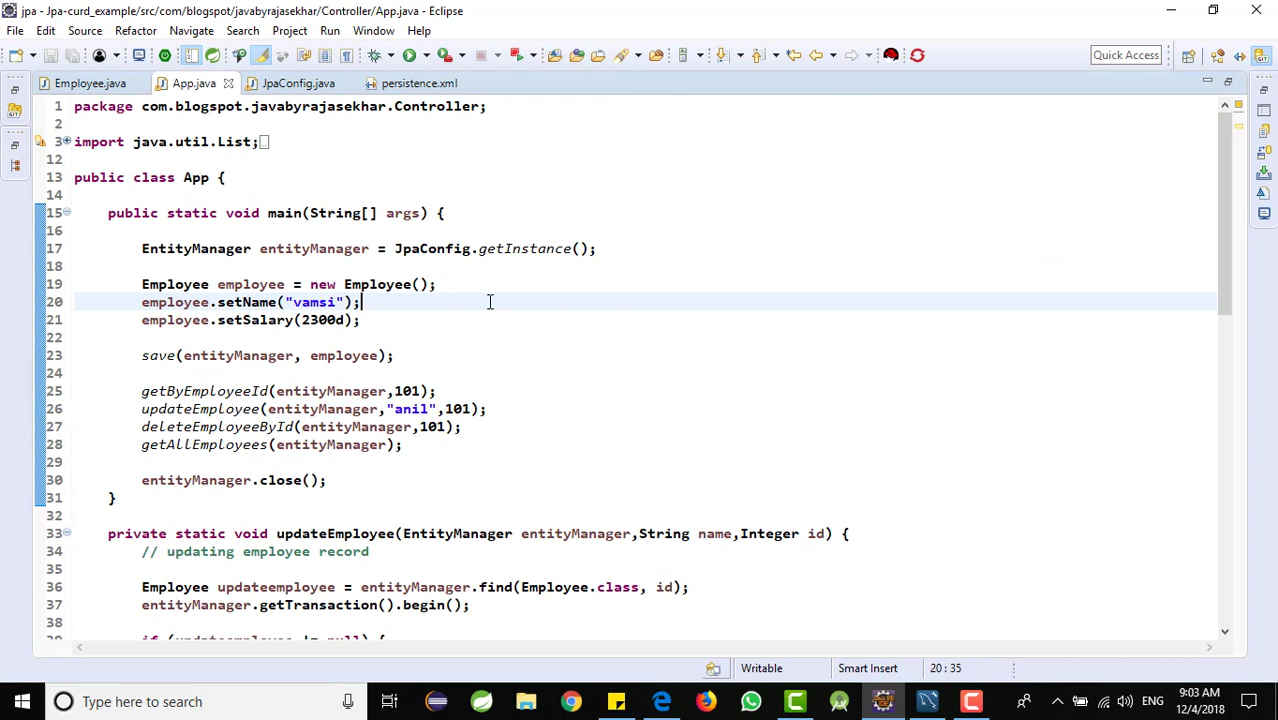 jpa - Jpa-curd_example/src/com/blogspot/javabyrajasekhar/Controller/App.java - Eclipse
File Edit Source Refactor Navigate Search Project Run Window Help
Quick Access
Employee.java App.java JpaConfig.java persistence.xml
1 package com.blogspot.javabyrajasekhar.Controller;
2
3 import java.util.List;
12
13 public class App {
14
15 public static void main(String[] args) {
16
17 EntityManager entityManager = JpaConfig.getInstance();
18
19 Employee employee = new Employee();
20 employee.setName("vamsi");
21 employee.setSalary(2300d);
22
23 save(entityManager, employee);
24
25 getByEmployeeId(entityManager,101);
26 updateEmployee(entityManager,"anil",101);
27 deleteEmployeeById(entityManager,101);
28 getAllEmployees(entityManager);
29
30 entityManager.close();
31 }
32
33 private static void updateEmployee(EntityManager entityManager,String name,Integer id) {
34 // updating employee record
35
36 Employee updateemployee = entityManager.find(Employee.class, id);
37 entityManager.getTransaction().begin();
38
39 if (updateemployee != null) {
Writable Smart Insert 20 : 35
Type here to search
ENG
9:03 AM
12/4/2018